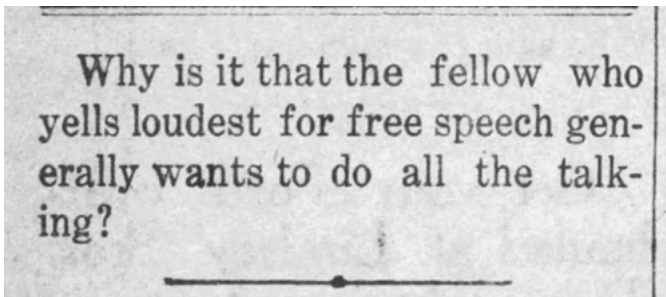 Why is it that the fellow who
yells loudest for free speech gen-
erally wants to do all the talk-
ing?